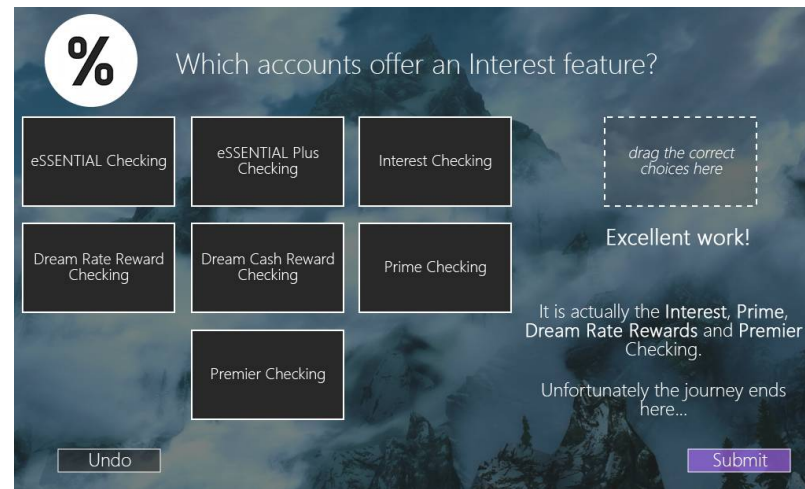 %
Which accounts offer an Interest feature?
eSSENTIAL Checking
eSSENTIAL Plus
Checking
Interest Checking
drag the correct
choices here
Dream Rate Reward
Checking
Dream Cash Reward
Checking
Prime Checking
Excellent work!
It is actually the Interest, Prime,
Dream Rate Rewards and Premier
Checking.
Premier Checking
Unfortunately the journey ends
here...
Undo
Submit